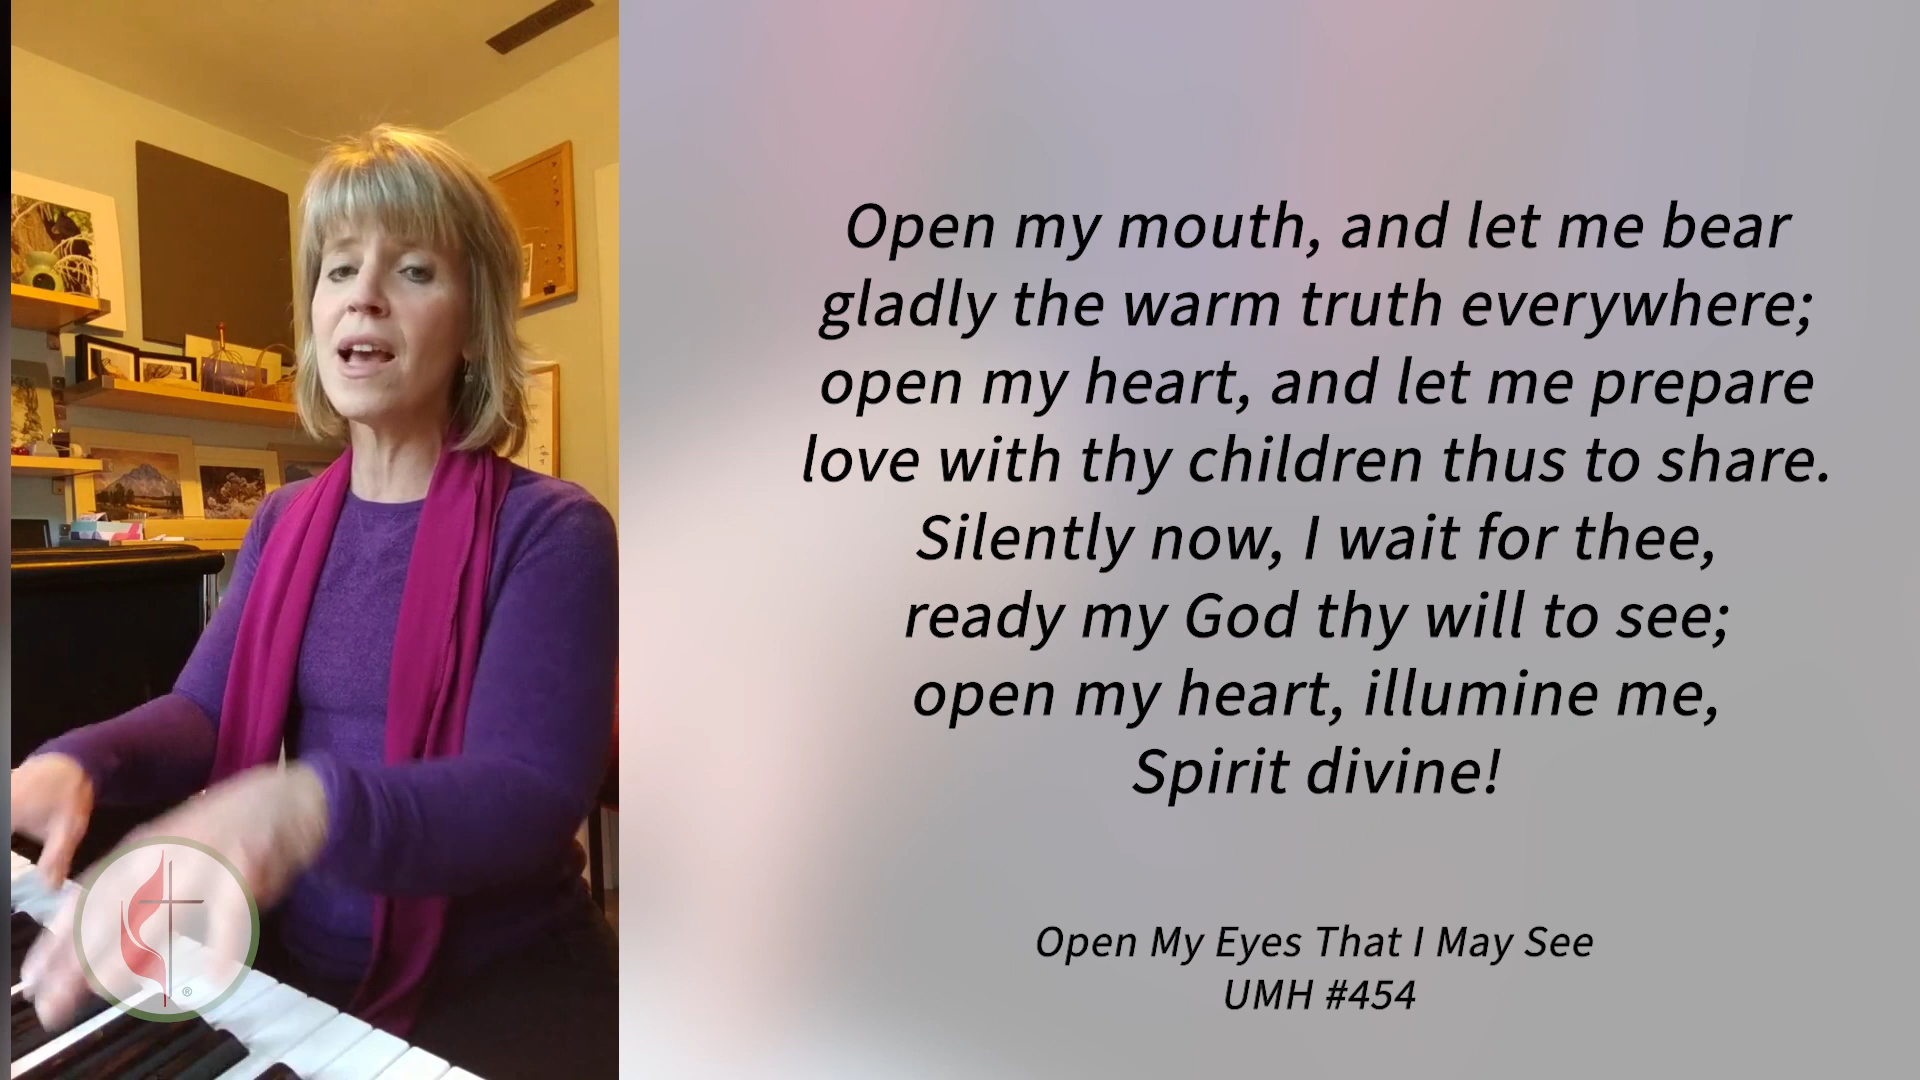 Open my mouth, and let me bear
gladly the warm truth everywhere;
open my heart, and let me prepare
love with thy children thus to share.
Silently now, I wait for thee,
ready my God thy will to see;
open my heart, illumine me,
Spirit divine!
Open My Eyes That I May See
UMH #454
®